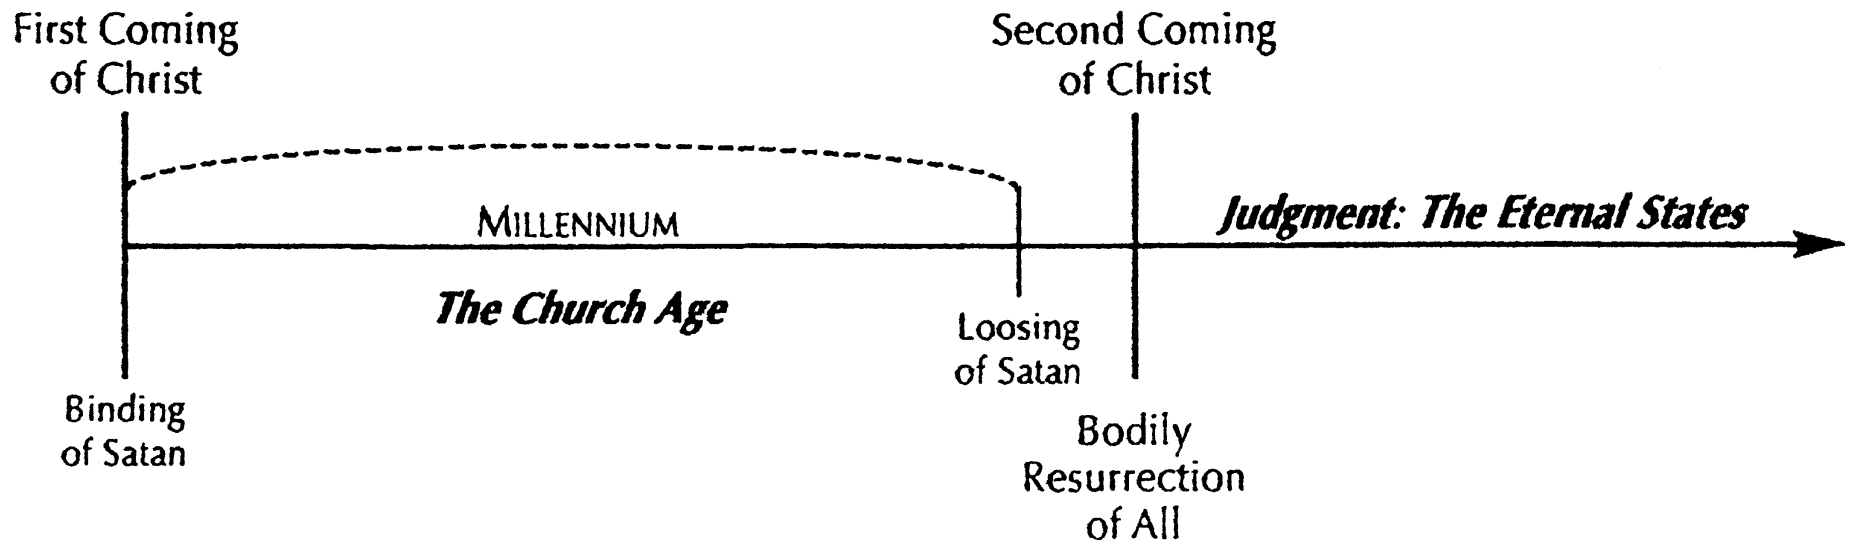 First Coming
of Christ
Second Coming
of Christ
MILLENNIUM
Judgment: The Eternal States
The Church Age
Loosing
of Satan
Binding
of Satan
Bodily
Resurrection
of All